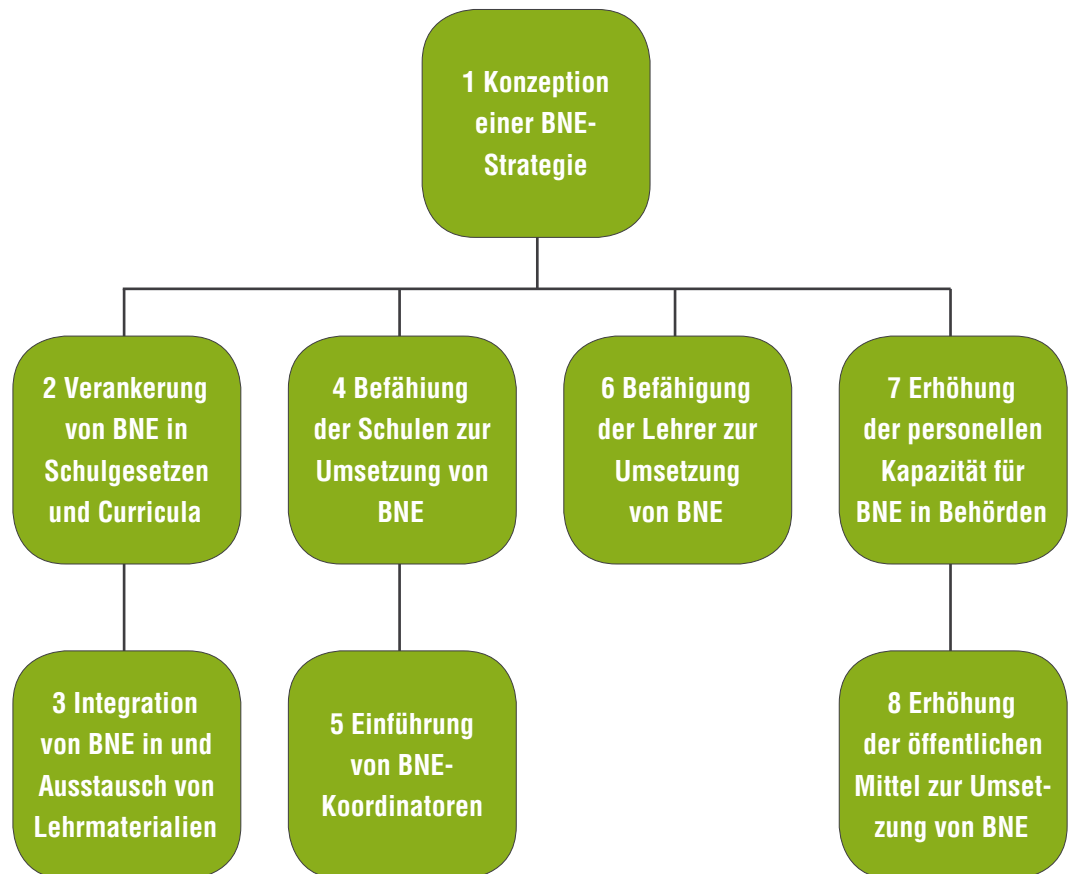 1 Konzeption
einer BNE-
Strategie
2 Verankerung
von BNE in
Schulgesetzen
und Curricula
4 Befähiung
der Schulen zur
Umsetzung von
BNE
6 Befähigung
der Lehrer zur
Umsetzung
von BNE
7 Erhöhung
der personellen
Kapazität für
BNE in Behörden
3 Integration
von BNE in und
Ausstausch von
Lehrmaterialien
5 Einführung
von BNE-
Koordinatoren
8 Erhöhung
der öffentlichen
Mittel zur Umset-
zung von BNE